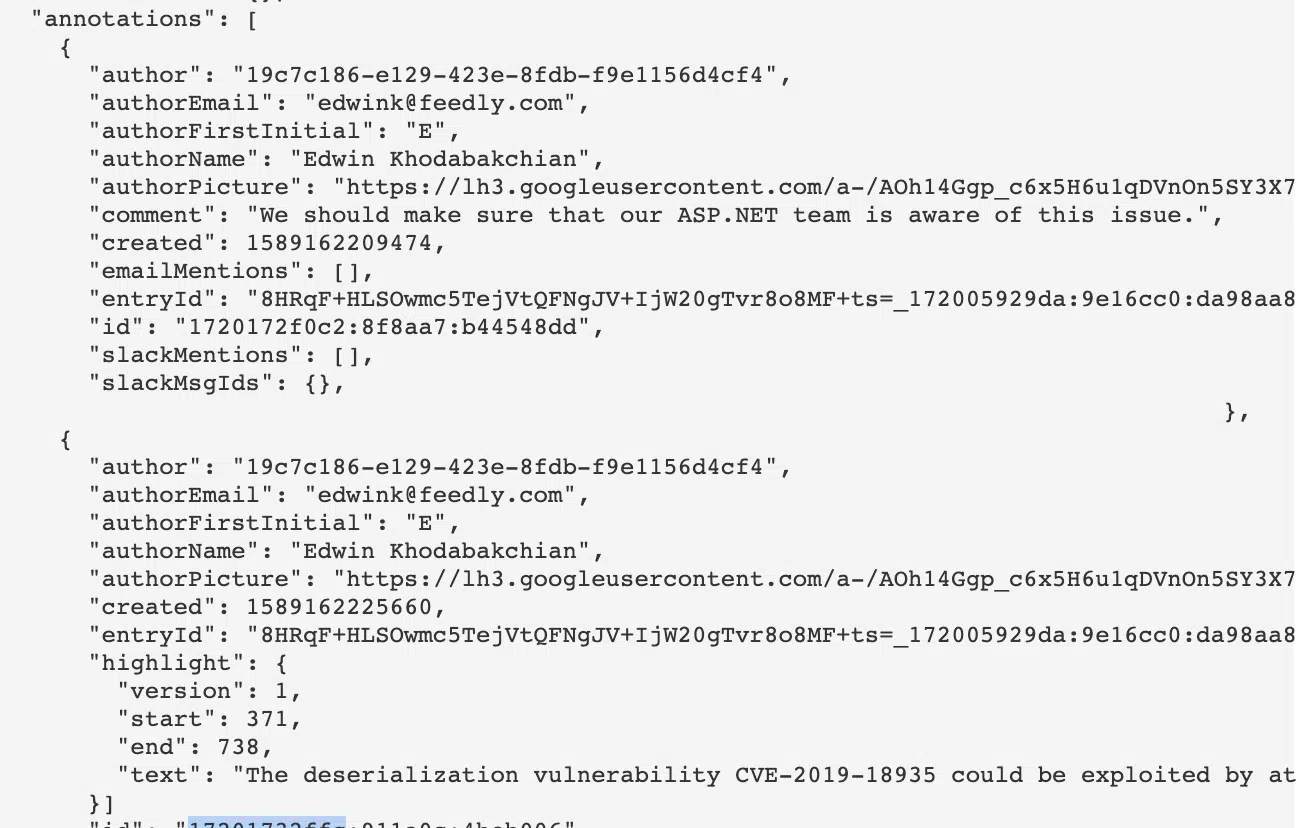 "annotations": [
{
"author": "19c7c186-e129-423e-8fdb-f9e1156d4cf4",
"authorEmail": "edwink@feedly.com",
"authorFirstInitial": "E",
"authorName": "Edwin Khodabakchian",
"authorPicture": "https://lh3.googleusercontent.com/a-/AOh14Ggp_c6x5H6u1qDVnOn5SY3X7
"comment": "We should make sure that our ASP.NET team is aware of this issue.",
"created": 1589162209474,
"emailMentions": [],
"entryId": "8HRqF+HLSOwmc5TejVtQFNgJV+IjW20gTvr8o8MF+ts=_172005929da:9e16cc0:da98aa8
"id": "1720172f0c2:8f8aa7:b44548dd",
"slackMentions": [],
"slackMsgIds": {},
},
{
"author": "19c7c186-e129-423e-8fdb-f9e1156d4cf4",
"authorEmail": "edwink@feedly.com",
"authorFirstInitial": "E",
"authorName": "Edwin Khodabakchian",
"authorPicture": "https://lh3.googleusercontent.com/a-/AOh14Ggp_c6x5H6u1qDVnOn5SY3X7
"created": 1589162225660,
"entryId": "8HRqF+HLSOwmc5TejVtQFNgJV+IjW20gTvr8o8MF+ts=_172005929da:9e16cc0:da98aa8
"highlight": {
"version": 1,
"start": 371,
"end": 738,
"text": "The deserialization vulnerability CVE-2019-18935 could be exploited by at
}]
"id":